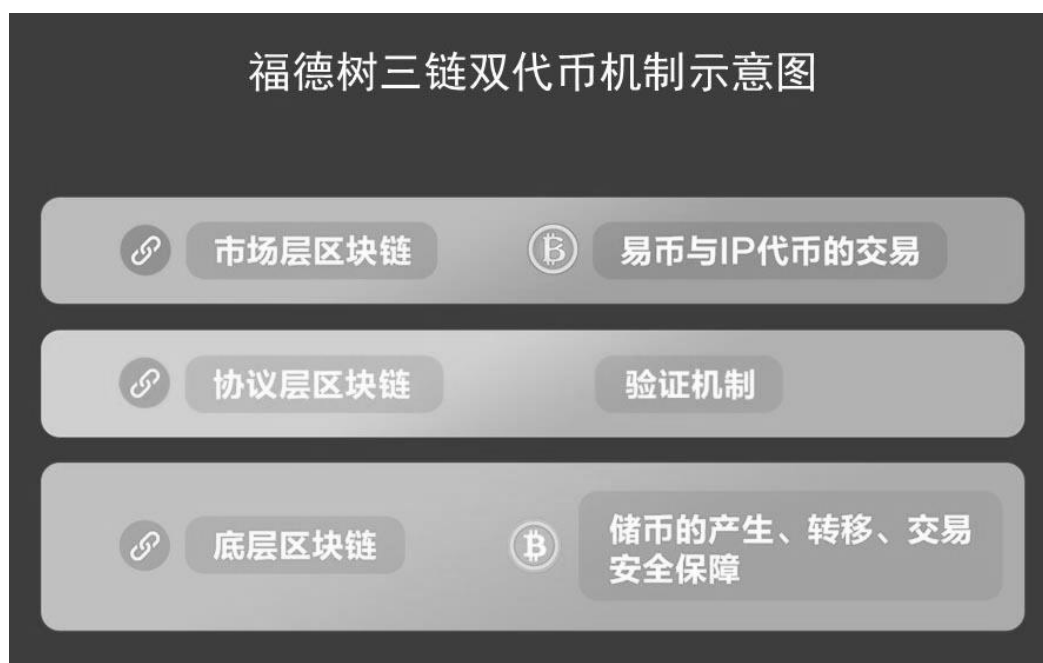 福德树三链双代币机制示意图
市场层区块链
易币与IP代币的交易
协议层区块链
验证机制
底层区块链
储币的产生、转移、交易
安全保障